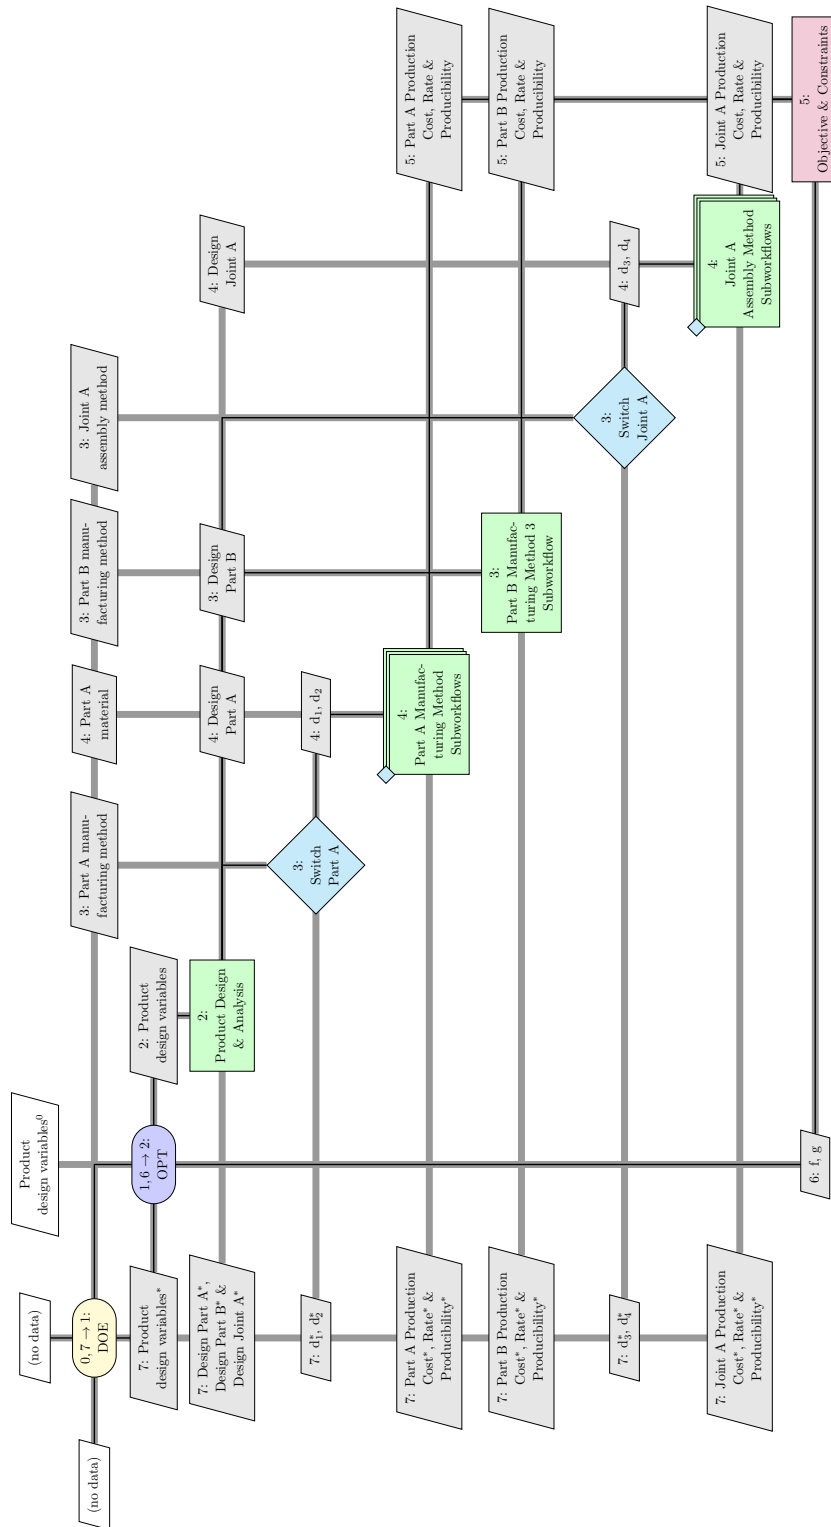 (no data)
Product
design variables⁰
(no data)
0, 7 → 1:
DOE
3: Part A manu-
facturing method
4: Part A
material
3: Part B manu-
facturing method
3: Joint A
assembly method
7: Product
design variables*
1, 6 → 2:
OPT
2: Product
design variables
7: Design Part A*,
Design Part B* &
Design Joint A*
2:
Product Design
& Analysis
4: Design
Part A
3: Design
Part B
4: Design
Joint A
7: d₁*, d₂*
3:
Switch
Part A
4: d₁, d₂
7: Part A Production
Cost*, Rate* &
Producibility*
4:
Part A Manufac-
turing Method
Subworkflows
5: Part A Production
Cost, Rate &
Producibility
7: Part B Production
Cost*, Rate* &
Producibility*
3:
Part B Manufac-
turing Method 3
Subworkflow
5: Part B Production
Cost, Rate &
Producibility
7: d₃*, d₄*
3:
Switch
Joint A
4: d₃, d₄
7: Joint A Production
Cost*, Rate* &
Producibility*
4:
Joint A
Assembly Method
Subworkflows
5: Joint A Production
Cost, Rate &
Producibility
6: f, g
5:
Objective & Constraints